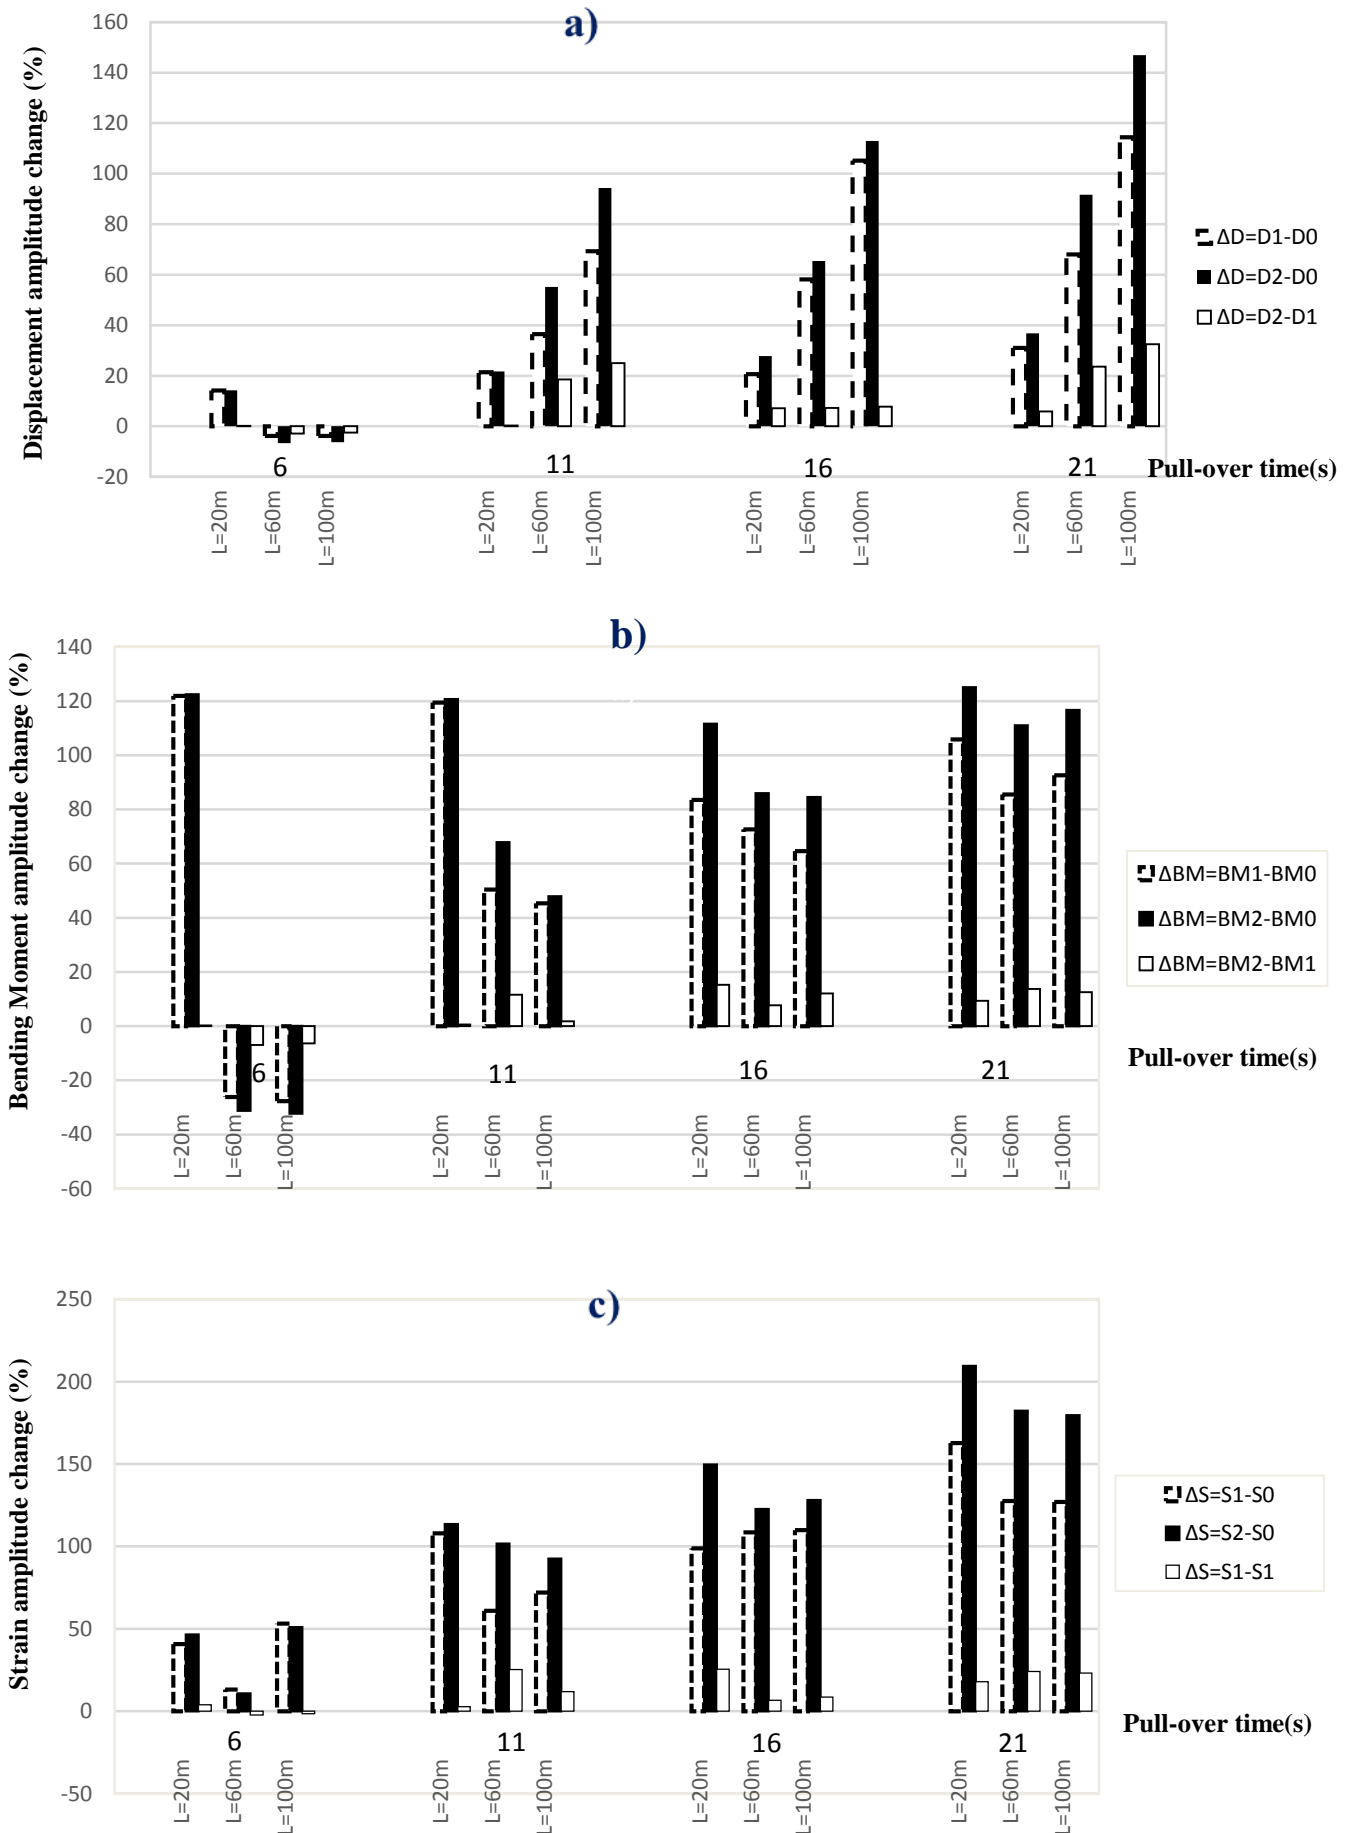 a)
Displacement amplitude change (%)
160
140
120
100
80
60
40
20
0
-20
6
11
16
21
Pull-over time(s)
L=20m
L=60m
L=100m
L=20m
L=60m
L=100m
L=20m
L=60m
L=100m
L=20m
L=60m
L=100m
ΔD=D1-D0
ΔD=D2-D0
ΔD=D2-D1
b)
Bending Moment amplitude change (%)
140
120
100
80
60
40
20
0
-20
-40
-60
6
11
16
21
Pull-over time(s)
L=20m
L=60m
L=100m
L=20m
L=60m
L=100m
L=20m
L=60m
L=100m
L=20m
L=60m
L=100m
ΔBM=BM1-BM0
ΔBM=BM2-BM0
ΔBM=BM2-BM1
c)
Strain amplitude change (%)
250
200
150
100
50
0
-50
6
11
16
21
Pull-over time(s)
L=20m
L=60m
L=100m
L=20m
L=60m
L=100m
L=20m
L=60m
L=100m
L=20m
L=60m
L=100m
ΔS=S1-S0
ΔS=S2-S0
ΔS=S1-S1